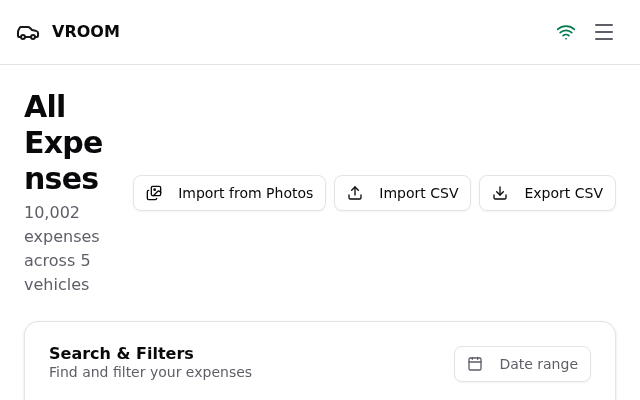 VROOM
All
Expe
nses
10,002
expenses
across 5
vehicles
Import from Photos
Import CSV
Export CSV
Search & Filters
Find and filter your expenses
Date range